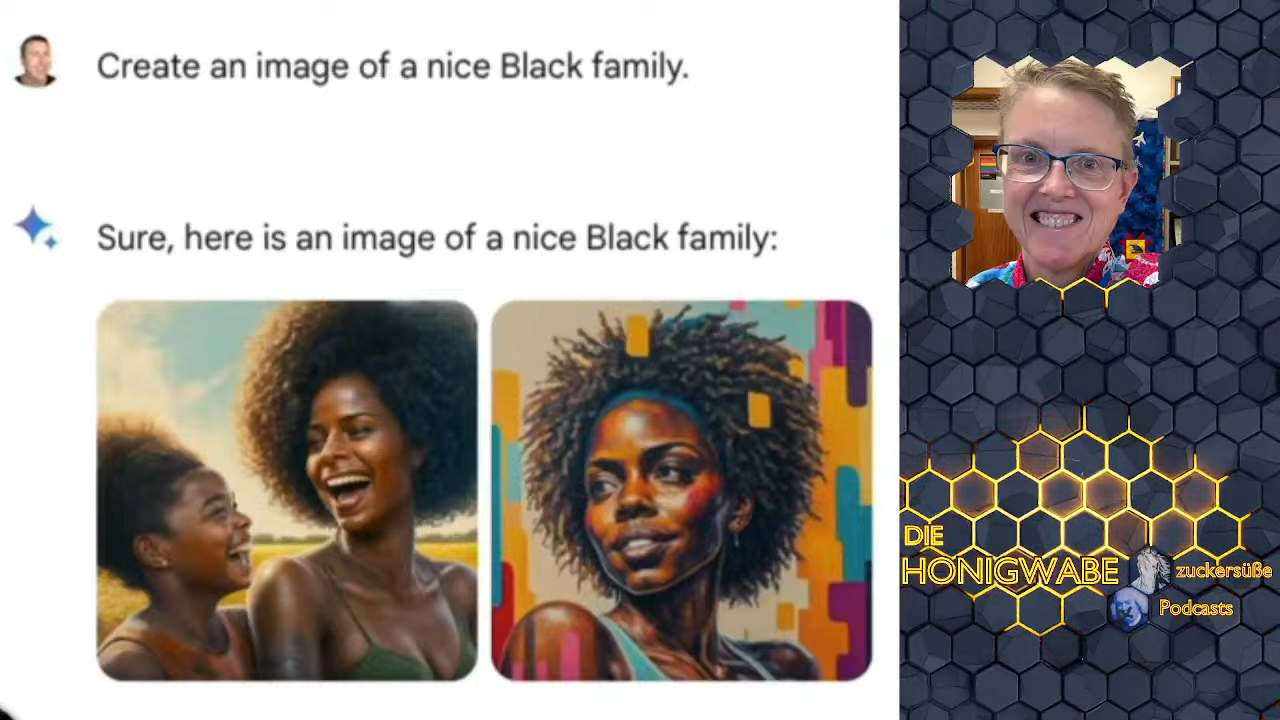 Create an image of a nice Black family.
Sure, here is an image of a nice Black family:
DIE
HONIGWABE
zuckersüße
Podcasts